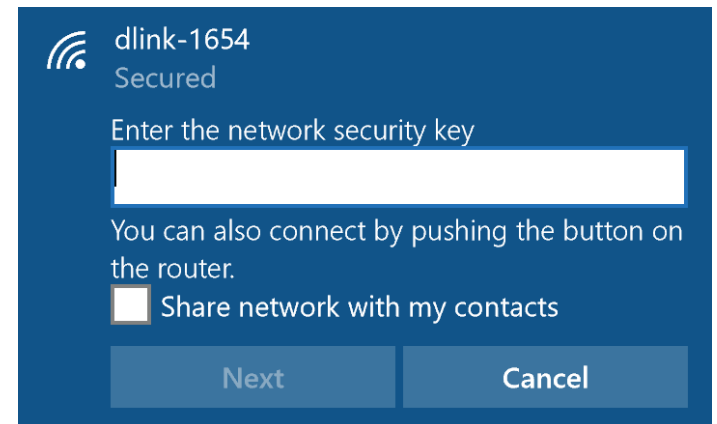 dlink-1654
Secured
Enter the network security key
You can also connect by pushing the button on
the router.
Share network with my contacts
Next
Cancel